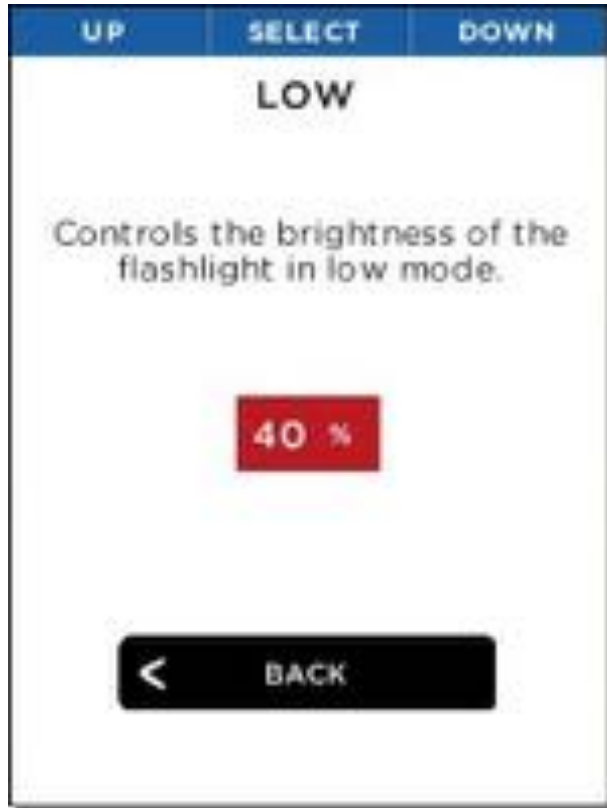 UP SELECT DOWN
LOW
Controls the brightness of the
flashlight in low mode.
40 %
< BACK